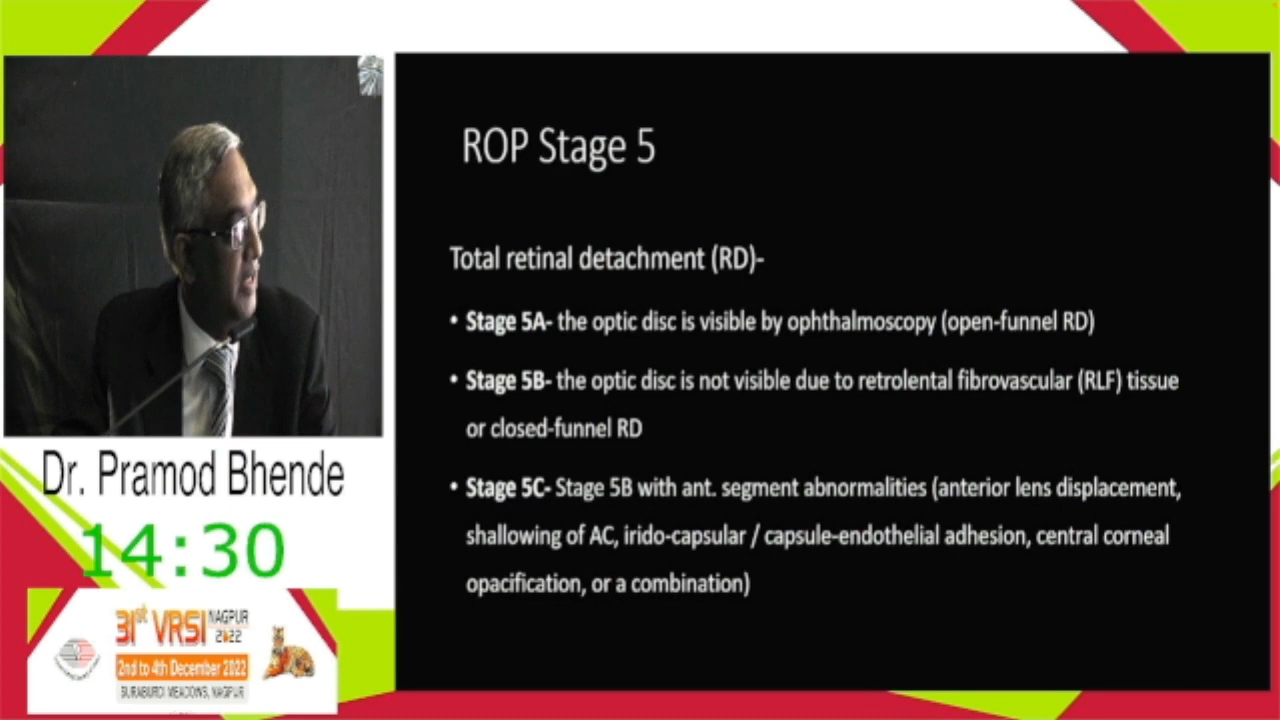 ROP Stage 5
Total retinal detachment (RD)-
• Stage 5A- the optic disc is visible by ophthalmoscopy (open-funnel RD)
• Stage 5B- the optic disc is not visible due to retrolental fibrovascular (RLF) tissue
or closed-funnel RD
• Stage 5C- Stage 5B with ant. segment abnormalities (anterior lens displacement,
shallowing of AC, irido-capsular / capsule-endothelial adhesion, central corneal
opacification, or a combination)
Dr. Pramod Bhende
14:30
31st VRSI NAGPUR
2022
2nd to 4th December 2022
SURABURDI MEADOWS, NAGPUR